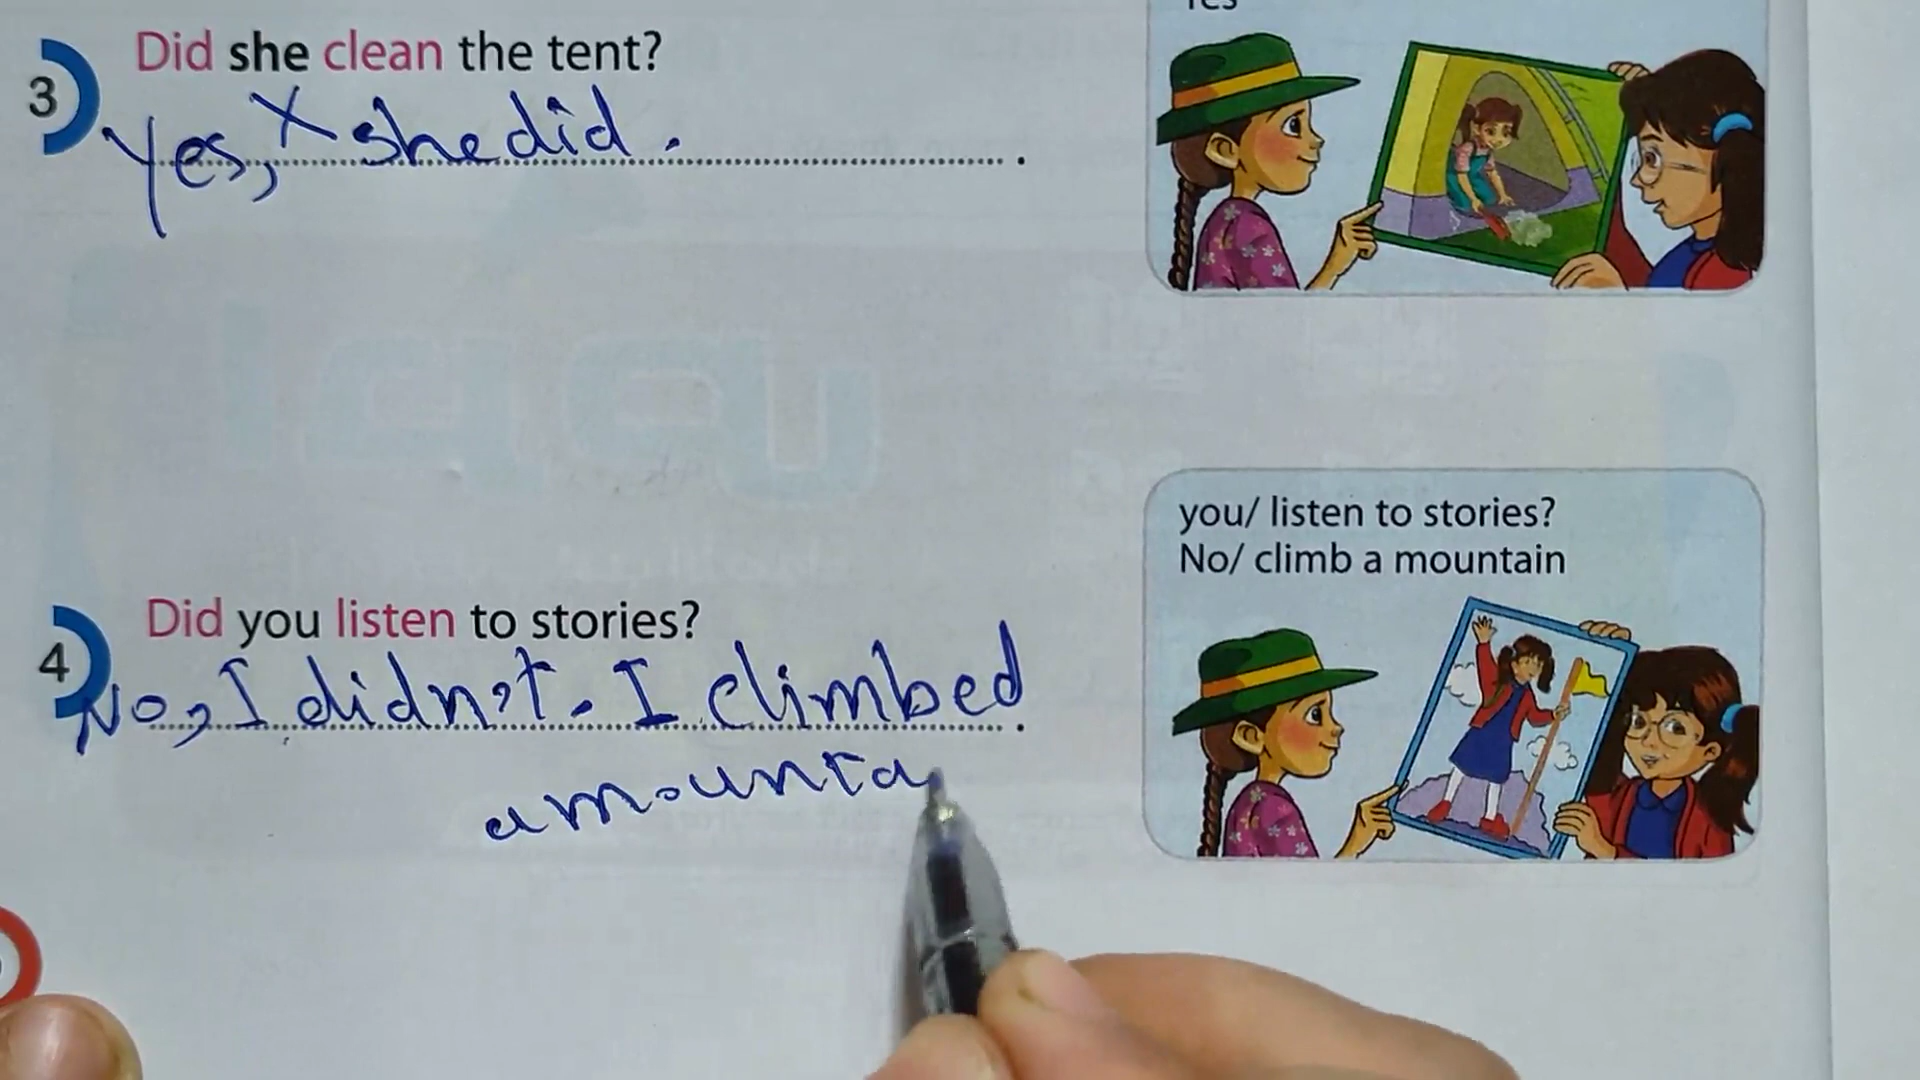 Yes
3
Did she clean the tent?
Yes, X she did.
you/ listen to stories?
No/ climb a mountain
4
Did you listen to stories?
No, I didn't. I climbed
a mounta